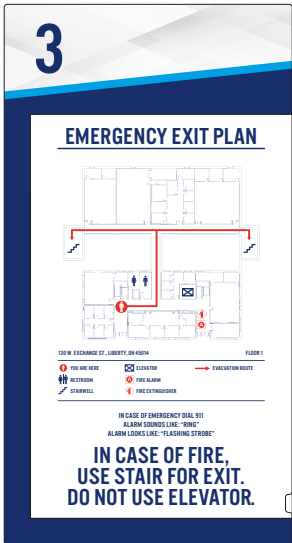 3
EMERGENCY EXIT PLAN
130 W. EXCHANGE ST., LIBERTY, OH 45014 FLOOR 1
YOU ARE HERE ELEVATOR EVACUATION ROUTE
RESTROOM A FIRE ALARM
STAIRWELL FIRE EXTINGUISHER
A
IN CASE OF EMERGENCY DIAL 911
ALARM SOUNDS LIKE: "RING"
ALARM LOOKS LIKE: "FLASHING STROBE"
IN CASE OF FIRE,
USE STAIR FOR EXIT.
DO NOT USE ELEVATOR.